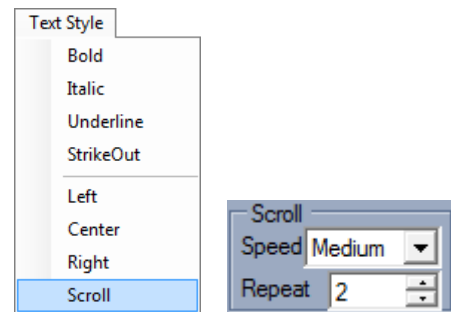 Text Style
Bold
Italic
Underline
StrikeOut
Left
Center
Right
Scroll
Scroll
Speed Medium
Repeat 2